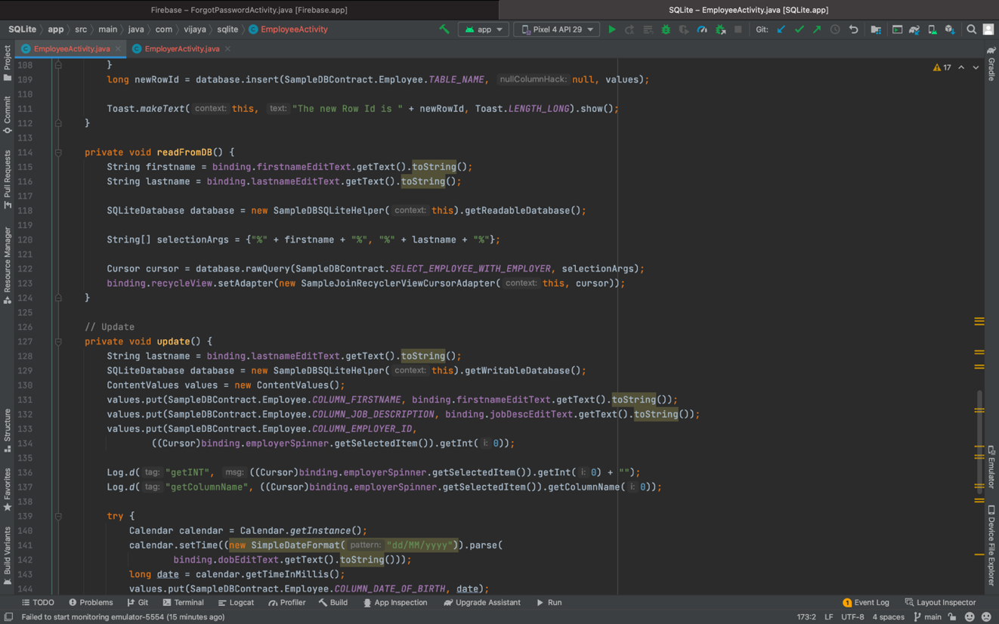 Firebase – ForgotPasswordActivity.java [Firebase.app]
SQLite – EmployeeActivity.java [SQLite.app]
SQLite app src main java com vijaya sqlite EmployeeActivity
app Pixel 4 API 29 Git:
EmployeeActivity.java EmployerActivity.java
17
108 }
109 long newRowId = database.insert(SampleDBContract.Employee.TABLE_NAME, nullColumnHack: null, values);
110
111 Toast.makeText( context: this, text: "The new Row Id is " + newRowId, Toast.LENGTH_LONG).show();
112 }
113
114 private void readFromDB() {
115 String firstname = binding.firstnameEditText.getText().toString();
116 String lastname = binding.lastnameEditText.getText().toString();
117
118 SQLiteDatabase database = new SampleDBSQLiteHelper( context: this).getReadableDatabase();
119
120 String[] selectionArgs = {"%" + firstname + "%", "%" + lastname + "%"};
121
122 Cursor cursor = database.rawQuery(SampleDBContract.SELECT_EMPLOYEE_WITH_EMPLOYER, selectionArgs);
123 binding.recycleView.setAdapter(new SampleJoinRecyclerViewCursorAdapter( context: this, cursor));
124 }
125
126 // Update
127 private void update() {
128 String lastname = binding.lastnameEditText.getText().toString();
129 SQLiteDatabase database = new SampleDBSQLiteHelper( context: this).getWritableDatabase();
130 ContentValues values = new ContentValues();
131 values.put(SampleDBContract.Employee.COLUMN_FIRSTNAME, binding.firstnameEditText.getText().toString());
132 values.put(SampleDBContract.Employee.COLUMN_JOB_DESCRIPTION, binding.jobDescEditText.getText().toString());
133 values.put(SampleDBContract.Employee.COLUMN_EMPLOYER_ID,
134 ((Cursor)binding.employerSpinner.getSelectedItem()).getInt( i: 0));
135
136 Log.d( tag: "getINT", msg: ((Cursor)binding.employerSpinner.getSelectedItem()).getInt( i: 0) + "");
137 Log.d( tag: "getColumnName", ((Cursor)binding.employerSpinner.getSelectedItem()).getColumnName( i: 0));
138
139 try {
140 Calendar calendar = Calendar.getInstance();
141 calendar.setTime((new SimpleDateFormat( pattern: "dd/MM/yyyy")).parse(
142 binding.dobEditText.getText().toString()));
143 long date = calendar.getTimeInMillis();
144 values.put(SampleDBContract.Employee.COLUMN_DATE_OF_BIRTH, date);
Project
Commit
Pull Requests
Resource Manager
Structure
Favorites
Build Variants
Gradle
Emulator
Device File Explorer
TODO Problems Git Terminal Logcat Profiler Build App Inspection Upgrade Assistant Run 1 Event Log Layout Inspector
Failed to start monitoring emulator-5554 (15 minutes ago) 173:2 LF UTF-8 4 spaces main